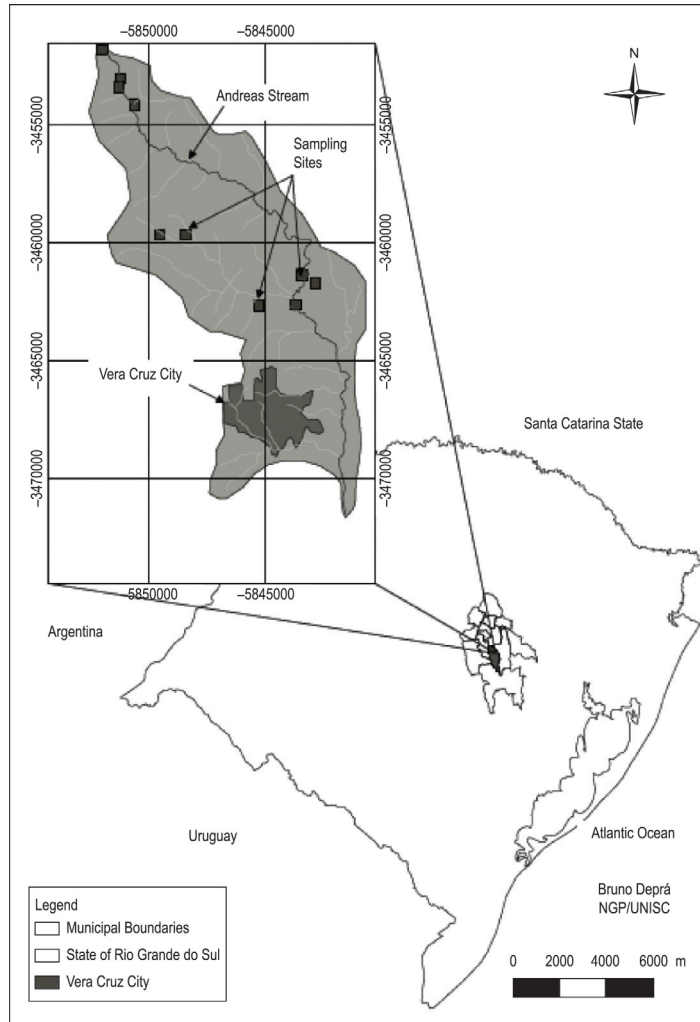 –5850000
–5845000
–3455000
–3460000
–3465000
–3470000
–3455000
–3460000
–3465000
–3470000
Andreas Stream
Sampling
Sites
Vera Cruz City
–5850000
–5845000
N
Santa Catarina State
Argentina
Uruguay
Atlantic Ocean
Bruno Deprá
NGP/UNISC
Legend
Municipal Boundaries
State of Rio Grande do Sul
Vera Cruz City
0 2000 4000 6000 m